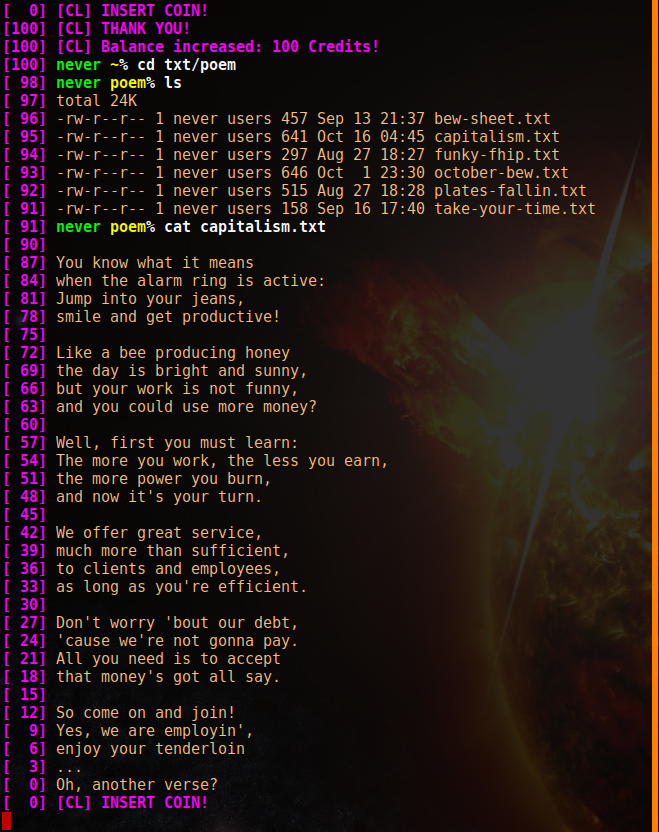 [  0] [CL] INSERT COIN!
[100] [CL] THANK YOU!
[100] [CL] Balance increased: 100 Credits!
[100] never ~% cd txt/poem
[ 98] never poem% ls
[ 97] total 24K
[ 96] -rw-r--r-- 1 never users 457 Sep 13 21:37 bew-sheet.txt
[ 95] -rw-r--r-- 1 never users 641 Oct 16 04:45 capitalism.txt
[ 94] -rw-r--r-- 1 never users 297 Aug 27 18:27 funky-fhip.txt
[ 93] -rw-r--r-- 1 never users 646 Oct  1 23:30 october-bew.txt
[ 92] -rw-r--r-- 1 never users 515 Aug 27 18:28 plates-fallin.txt
[ 91] -rw-r--r-- 1 never users 158 Sep 16 17:40 take-your-time.txt
[ 91] never poem% cat capitalism.txt
[ 90]
[ 87] You know what it means
[ 84] when the alarm ring is active:
[ 81] Jump into your jeans,
[ 78] smile and get productive!
[ 75]
[ 72] Like a bee producing honey
[ 69] the day is bright and sunny,
[ 66] but your work is not funny,
[ 63] and you could use more money?
[ 60]
[ 57] Well, first you must learn:
[ 54] The more you work, the less you earn,
[ 51] the more power you burn,
[ 48] and now it's your turn.
[ 45]
[ 42] We offer great service,
[ 39] much more than sufficient,
[ 36] to clients and employees,
[ 33] as long as you're efficient.
[ 30]
[ 27] Don't worry 'bout our debt,
[ 24] 'cause we're not gonna pay.
[ 21] All you need is to accept
[ 18] that money's got all say.
[ 15]
[ 12] So come on and join!
[  9] Yes, we are employin',
[  6] enjoy your tenderloin
[  3] ...
[  0] Oh, another verse?
[  0] [CL] INSERT COIN!